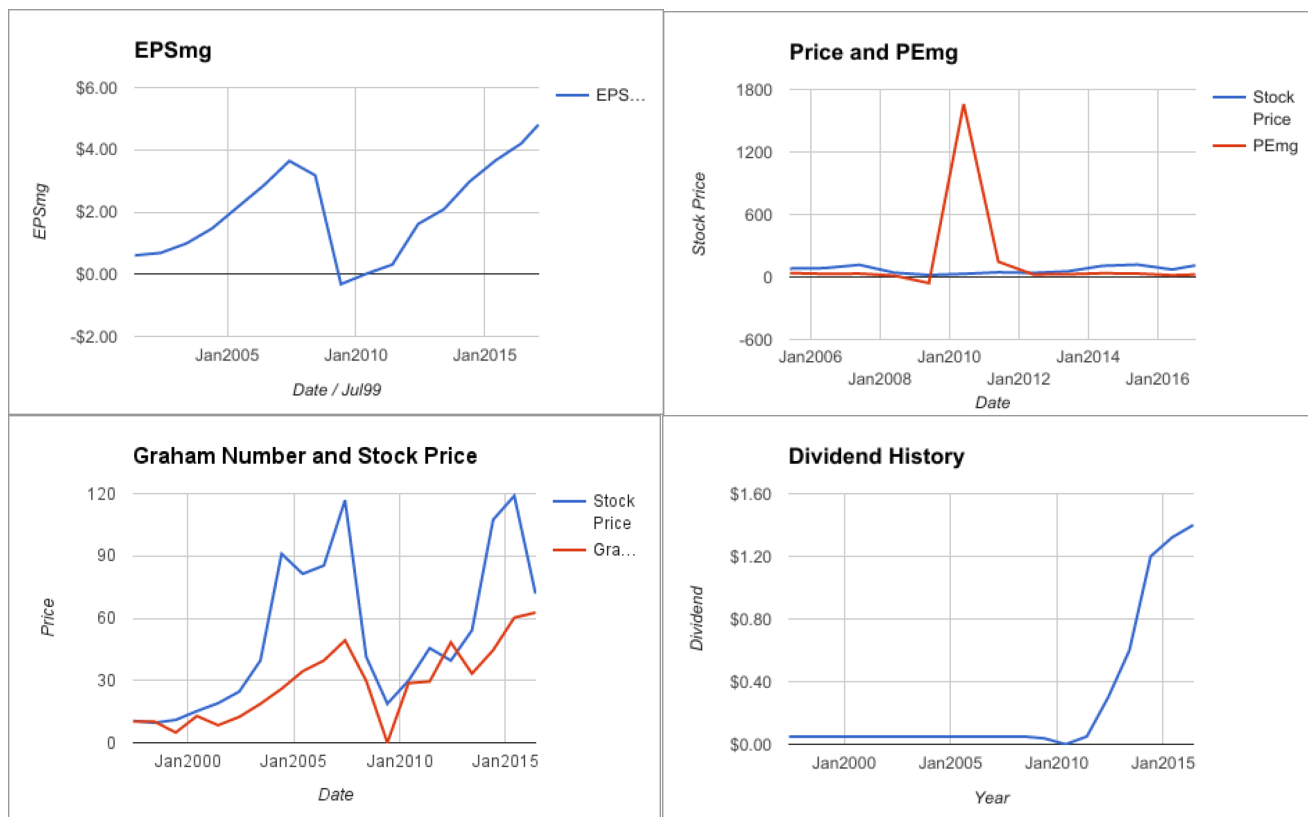 EPSmg
$6.00
$4.00
$2.00
$0.00
-$2.00
EPSmg
EPS…
Jan2005 Jan2010 Jan2015
Date / Jul99
Price and PEmg
1800
1200
600
0
-600
Stock Price
Stock
Price
PEmg
Jan2006 Jan2010 Jan2014
Jan2008 Jan2012 Jan2016
Date
Graham Number and Stock Price
120
90
60
30
0
Price
Stock
Price
Gra…
Jan2000 Jan2005 Jan2010 Jan2015
Date
Dividend History
$1.60
$1.20
$0.80
$0.40
$0.00
Dividend
Jan2000 Jan2005 Jan2010 Jan2015
Year